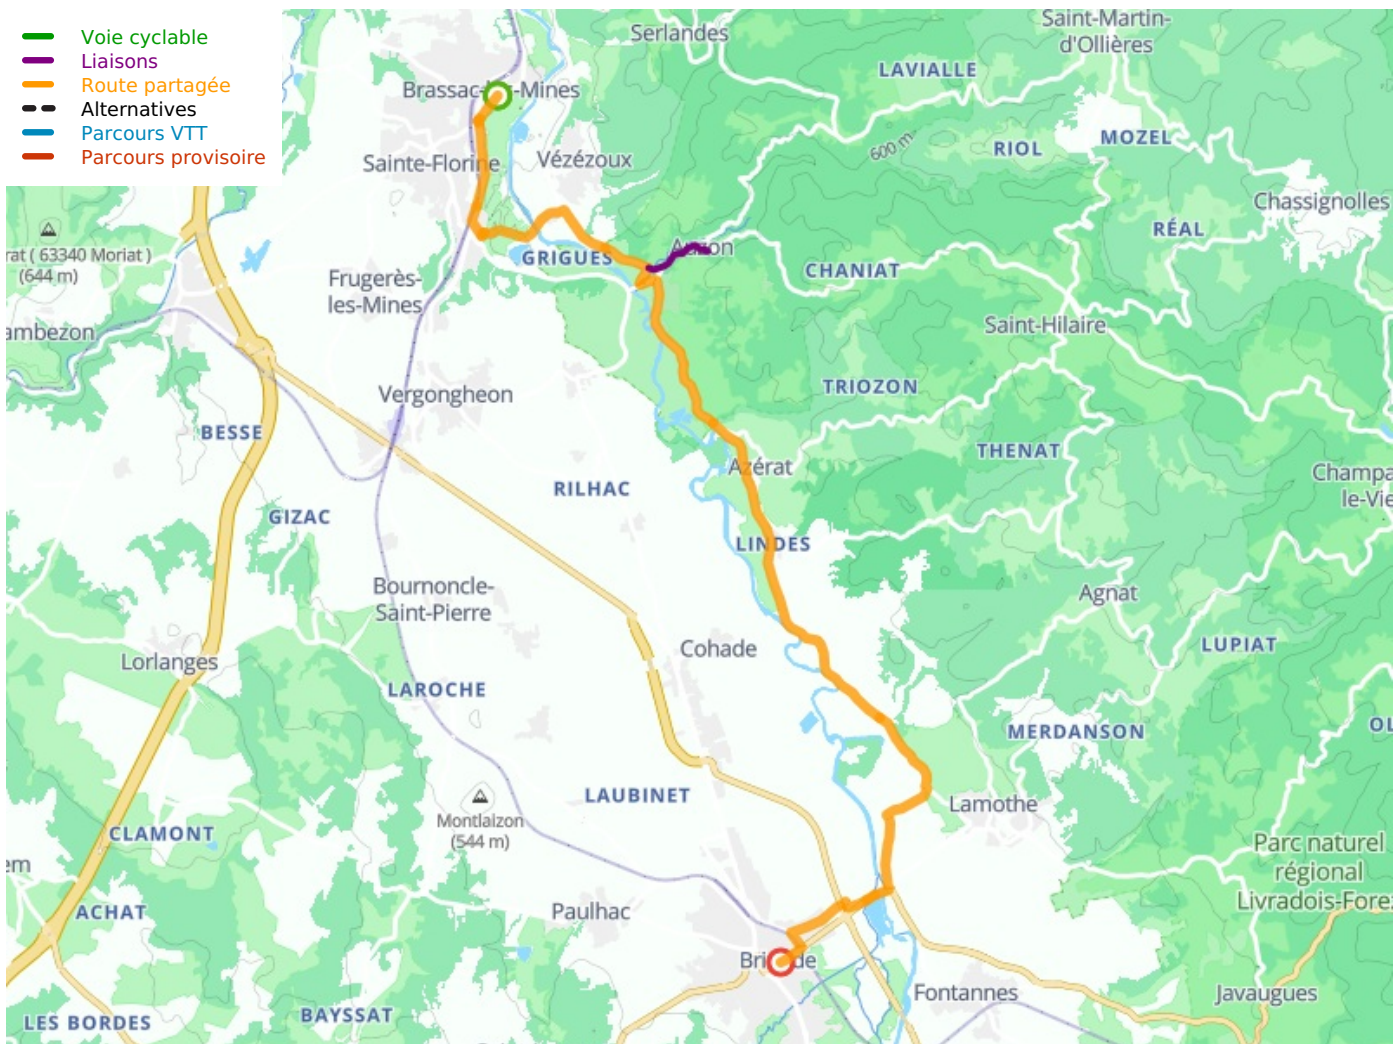 Voie cyclable
Liaisons
Route partagée
Alternatives
Parcours VTT
Parcours provisoire
Serlandes
Saint-Martin-
d'Ollières
LAVIALLE
Brassac-les-Mines
600 m
MOZEL
RIOL
Sainte-Florine
Vézézoux
Chassignolles
RÉAL
Auzon
rat ( 63340 Moriat )
(644 m)
GRIGUES
CHANIAT
Frugerès-
les-Mines
Saint-Hilaire
ambezon
TRIOZON
Vergongheon
BESSE
THENAT
Azérat
Champa
le-Vie
RILHAC
GIZAC
LINDES
Bournoncle-
Saint-Pierre
Agnat
LUPIAT
Cohade
Lorlanges
LAROCHE
MERDANSON
OL
LAUBINET
Lamothe
Montlaizon
(544 m)
CLAMONT
Parc naturel
régional
Livradois-Forez
em
ACHAT
Paulhac
Brioude
Fontannes
Javaugues
LES BORDES
BAYSSAT